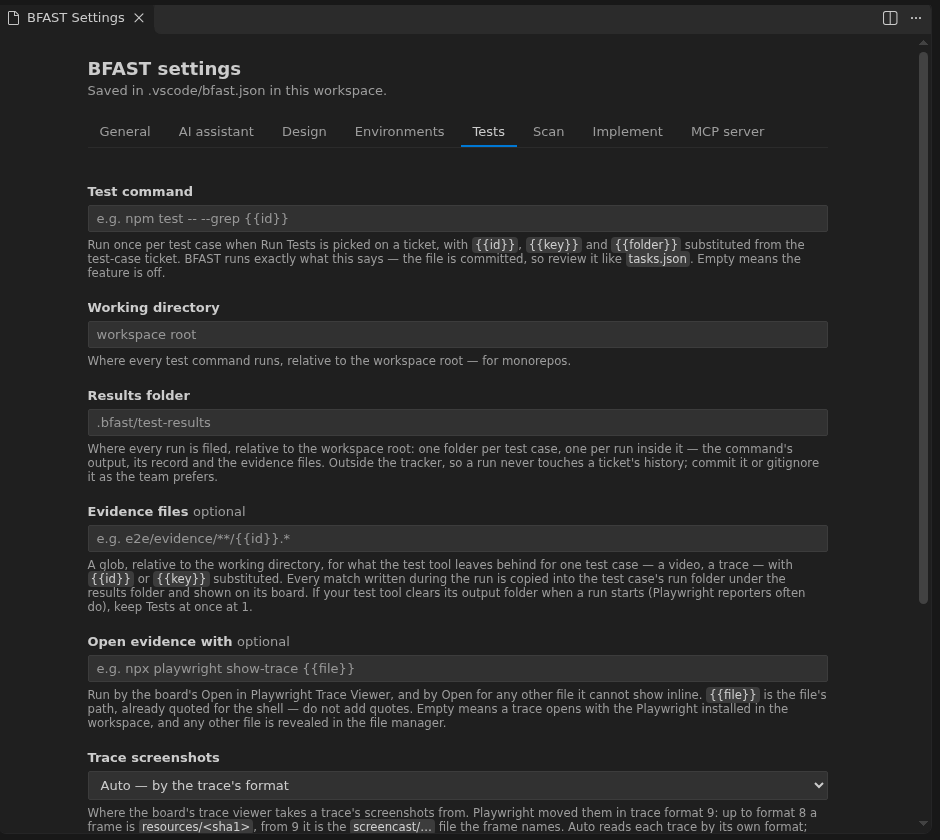 BFAST Settings
BFAST settings
Saved in .vscode/bfast.json in this workspace.
General AI assistant Design Environments Tests Scan Implement MCP server
Test command
e.g. npm test -- --grep {{id}}
Run once per test case when Run Tests is picked on a ticket, with {{id}}, {{key}} and {{folder}} substituted from the
test-case ticket. BFAST runs exactly what this says — the file is committed, so review it like tasks.json. Empty means the
feature is off.
Working directory
workspace root
Where every test command runs, relative to the workspace root — for monorepos.
Results folder
.bfast/test-results
Where every run is filed, relative to the workspace root: one folder per test case, one per run inside it — the command's
output, its record and the evidence files. Outside the tracker, so a run never touches a ticket's history; commit it or gitignore
it as the team prefers.
Evidence files optional
e.g. e2e/evidence/**/{{id}}.*
A glob, relative to the working directory, for what the test tool leaves behind for one test case — a video, a trace — with
{{id}} or {{key}} substituted. Every match written during the run is copied into the test case's run folder under the
results folder and shown on its board. If your test tool clears its output folder when a run starts (Playwright reporters often
do), keep Tests at once at 1.
Open evidence with optional
e.g. npx playwright show-trace {{file}}
Run by the board's Open in Playwright Trace Viewer, and by Open for any other file it cannot show inline. {{file}} is the file's
path, already quoted for the shell — do not add quotes. Empty means a trace opens with the Playwright installed in the
workspace, and any other file is revealed in the file manager.
Trace screenshots
Auto — by the trace's format
Where the board's trace viewer takes a trace's screenshots from. Playwright moved them in trace format 9: up to format 8 a
frame is resources/<sha1>, from 9 it is the screencast/… file the frame names. Auto reads each trace by its own format;